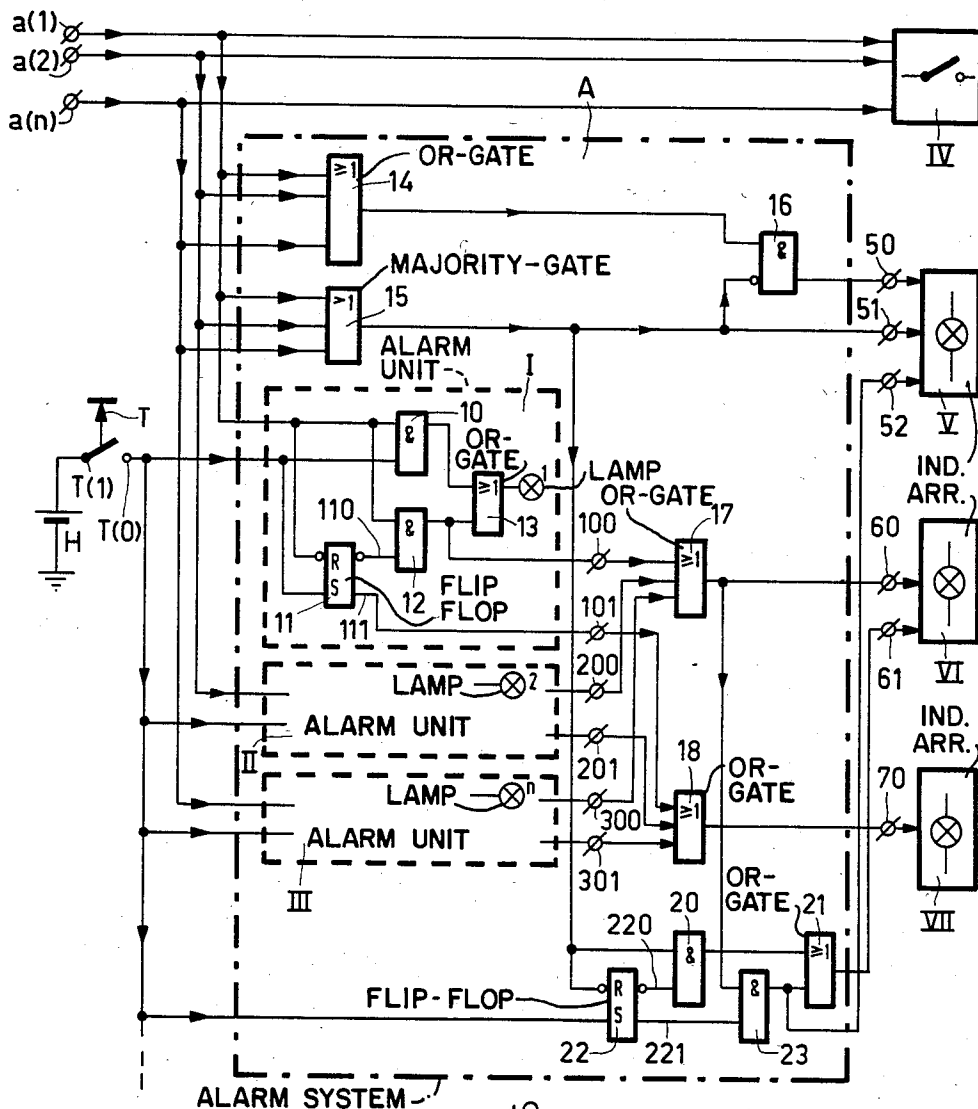 a(1)
a(2)
a(n)
A
IV
OR-GATE
≥1
14
16
&
50
MAJORITY-GATE
>1
15
51
ALARM
UNIT
I
52
V
10
&
OR-
GATE
T
T(1)
T(0)
H
≥1
13
1
LAMP
OR-GATE
17
≥1
IND.
ARR.
110
&
12
100
60
R
S
11
111
FLIP
FLOP
101
61
VI
200
LAMP
2
ALARM UNIT
II
201
IND.
ARR.
18
≥1
OR-
GATE
LAMP
n
300
70
ALARM UNIT
III
301
VII
OR-
GATE
21
≥1
20
&
220
FLIP-FLOP
R
S
22
221
&
23
ALARM SYSTEM